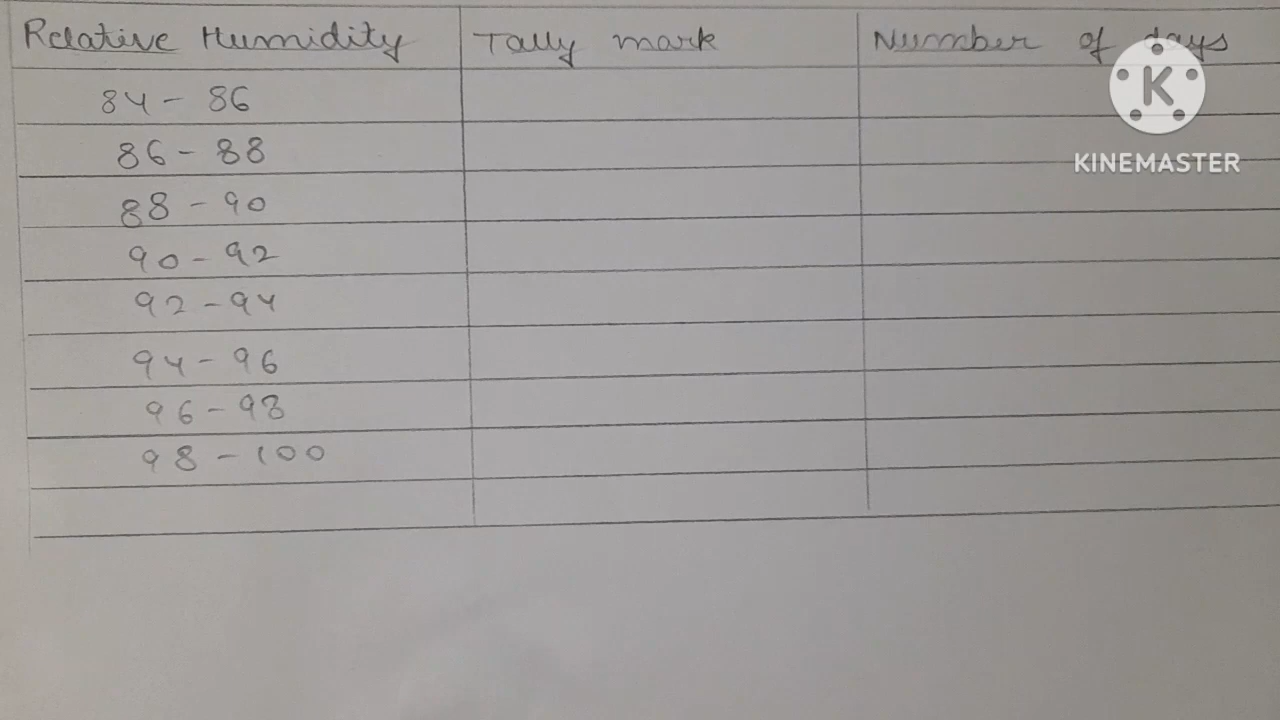 Relative Humidity Tally mark Number of days
84 - 86
86 - 88
88 - 90
90 - 92
92 - 94
94 - 96
96 - 98
98 - 100
K
KINEMASTER